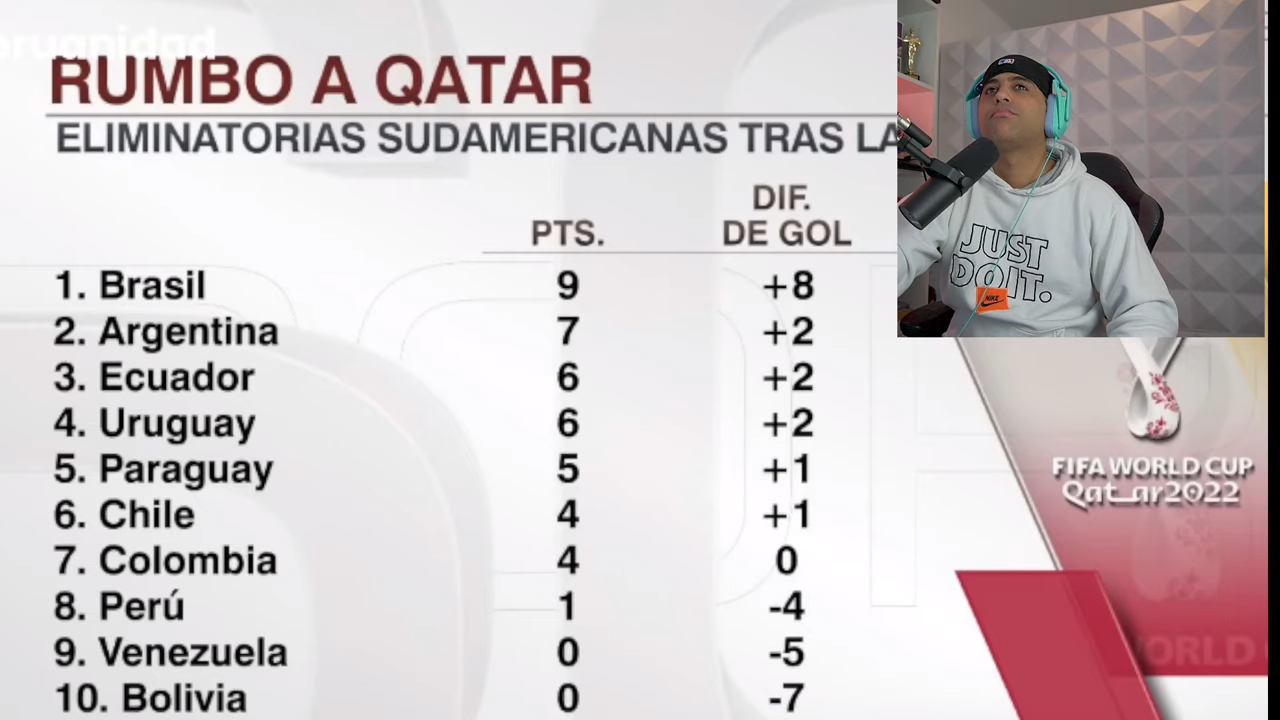 RUMBO A QATAR
ELIMINATORIAS SUDAMERICANAS TRAS LA
PTS. DIF. DE GOL
1. Brasil 9 +8
2. Argentina 7 +2
3. Ecuador 6 +2
4. Uruguay 6 +2
5. Paraguay 5 +1
6. Chile 4 +1
7. Colombia 4 0
8. Perú 1 -4
9. Venezuela 0 -5
10. Bolivia 0 -7
JUST
DO IT.
NIKE
FIFA WORLD CUP
Qatar2022
WORLD